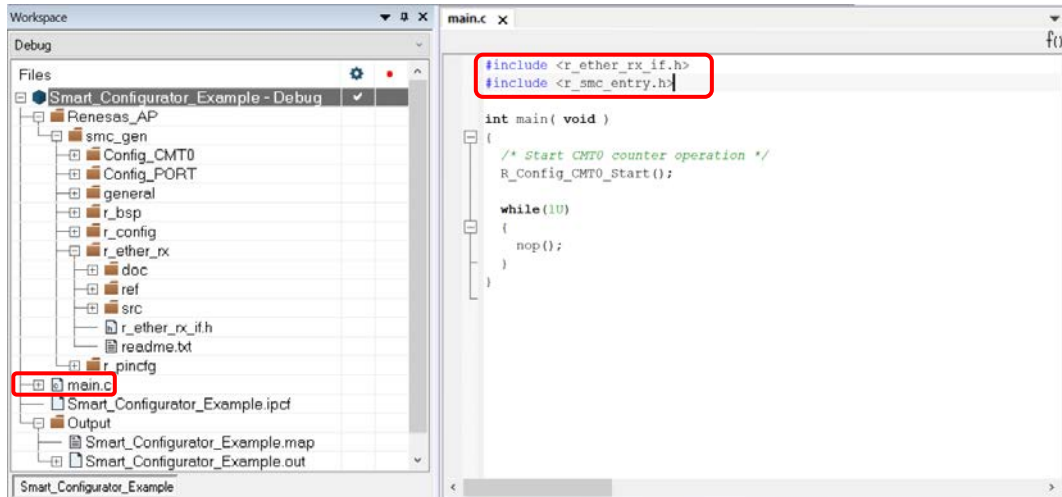 Workspace
Debug
Files
Smart_Configurator_Example - Debug
Renesas_AP
smc_gen
Config_CMT0
Config_PORT
general
r_bsp
r_config
r_ether_rx
doc
ref
src
r_ether_rx_if.h
readme.txt
r_pincfg
main.c
Smart_Configurator_Example.ipcf
Output
Smart_Configurator_Example.map
Smart_Configurator_Example.out
Smart_Configurator_Example
main.c
f()
#include <r_ether_rx_if.h>
#include <r_smc_entry.h>
int main( void )
{
/* Start CMT0 counter operation */
R_Config_CMT0_Start();
while(1U)
{
nop();
}
}